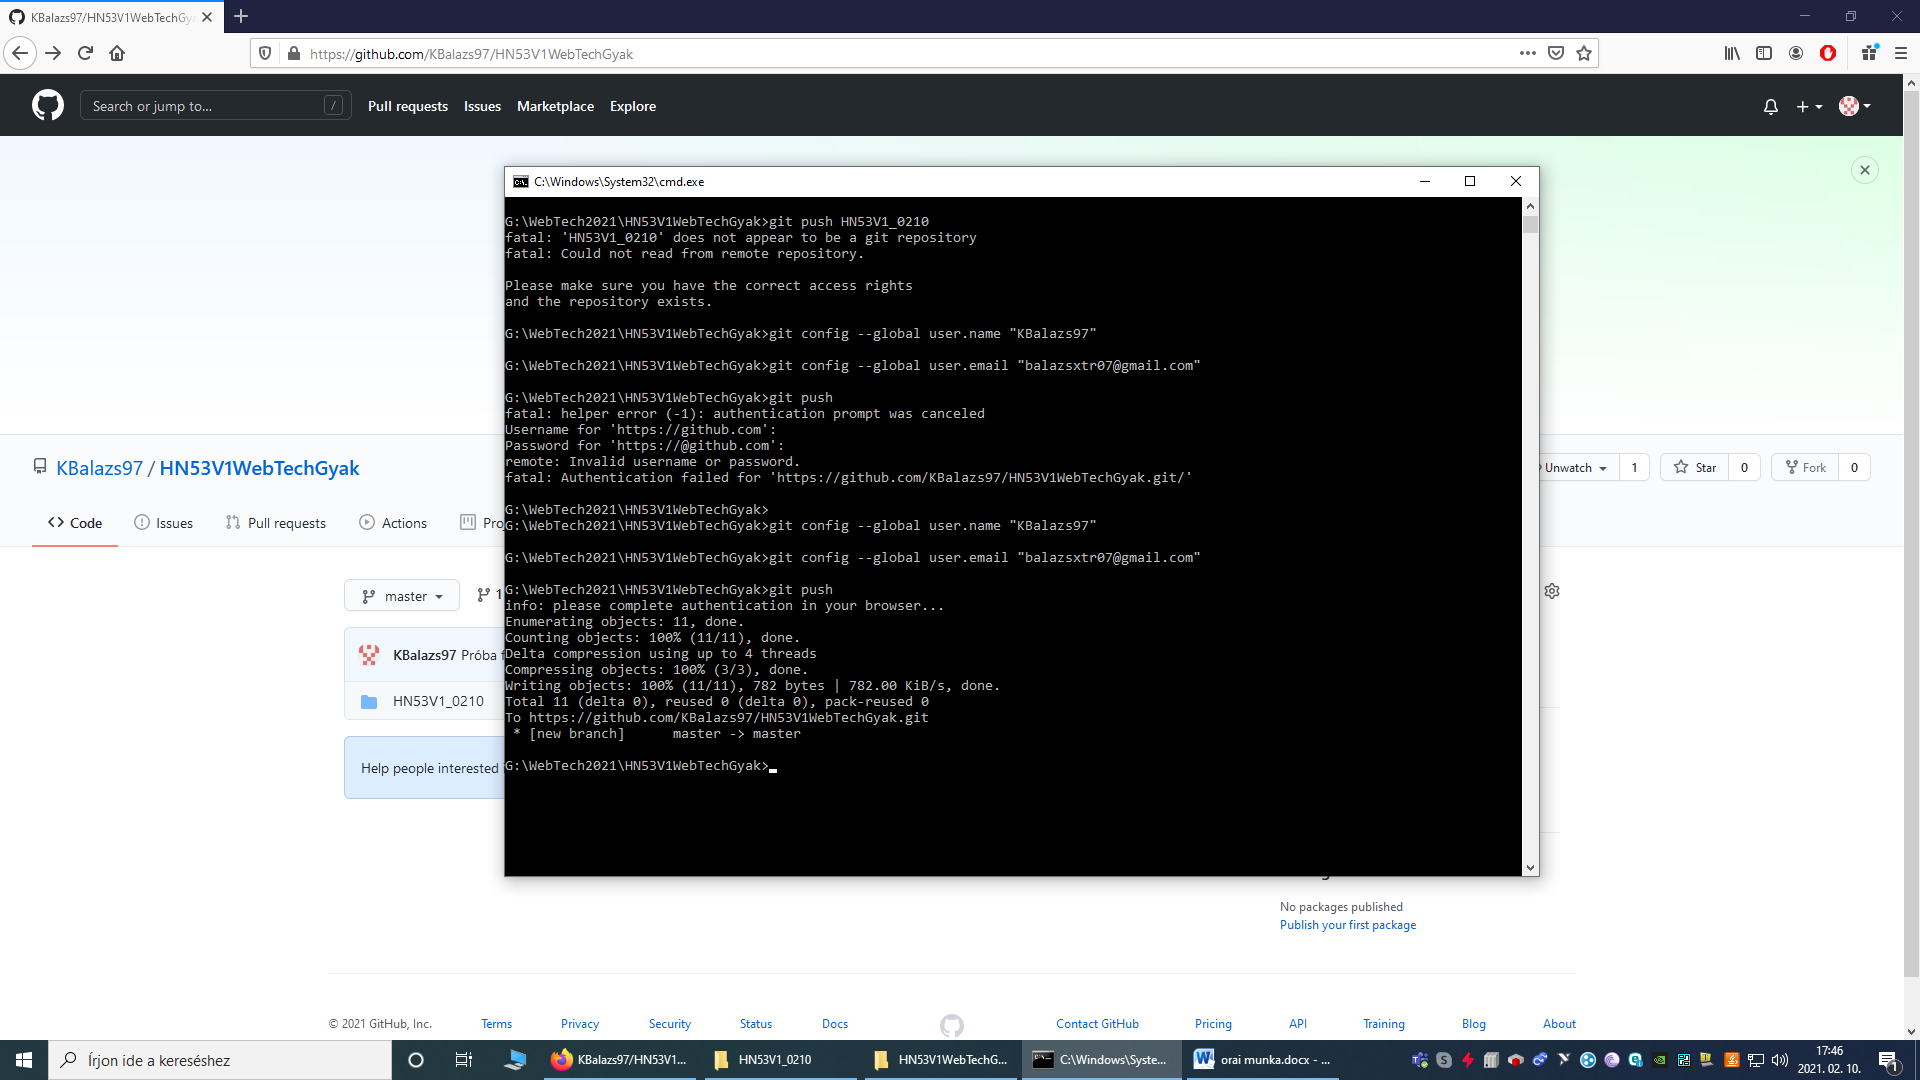 KBalazs97/HN53V1WebTechGya
https://github.com/KBalazs97/HN53V1WebTechGyak
Search or jump to... /
Pull requests Issues Marketplace Explore
C:\Windows\System32\cmd.exe
G:\WebTech2021\HN53V1WebTechGyak>git push HN53V1_0210
fatal: 'HN53V1_0210' does not appear to be a git repository
fatal: Could not read from remote repository.
Please make sure you have the correct access rights
and the repository exists.
G:\WebTech2021\HN53V1WebTechGyak>git config --global user.name "KBalazs97"
G:\WebTech2021\HN53V1WebTechGyak>git config --global user.email "balazsxtr07@gmail.com"
G:\WebTech2021\HN53V1WebTechGyak>git push
fatal: helper error (-1): authentication prompt was canceled
Username for 'https://github.com':
Password for 'https://@github.com':
remote: Invalid username or password.
fatal: Authentication failed for 'https://github.com/KBalazs97/HN53V1WebTechGyak.git/'
G:\WebTech2021\HN53V1WebTechGyak>
G:\WebTech2021\HN53V1WebTechGyak>git config --global user.name "KBalazs97"
G:\WebTech2021\HN53V1WebTechGyak>git config --global user.email "balazsxtr07@gmail.com"
G:\WebTech2021\HN53V1WebTechGyak>git push
info: please complete authentication in your browser...
Enumerating objects: 11, done.
Counting objects: 100% (11/11), done.
Delta compression using up to 4 threads
Compressing objects: 100% (3/3), done.
Writing objects: 100% (11/11), 782 bytes | 782.00 KiB/s, done.
Total 11 (delta 0), reused 0 (delta 0), pack-reused 0
To https://github.com/KBalazs97/HN53V1WebTechGyak.git
* [new branch] master -> master
G:\WebTech2021\HN53V1WebTechGyak>
KBalazs97 / HN53V1WebTechGyak
Unwatch 1 Star 0 Fork 0
Code Issues Pull requests Actions Pro
master 1
KBalazs97 Próba f
HN53V1_0210
Help people interested
No packages published
Publish your first package
© 2021 GitHub, Inc. Terms Privacy Security Status Docs Contact GitHub Pricing API Training Blog About
Írjon ide a kereséshez
KBalazs97/HN53V1... HN53V1_0210 HN53V1WebTechG... C:\Windows\Syste... orai munka.docx - ...
17:46
2021. 02. 10.
1